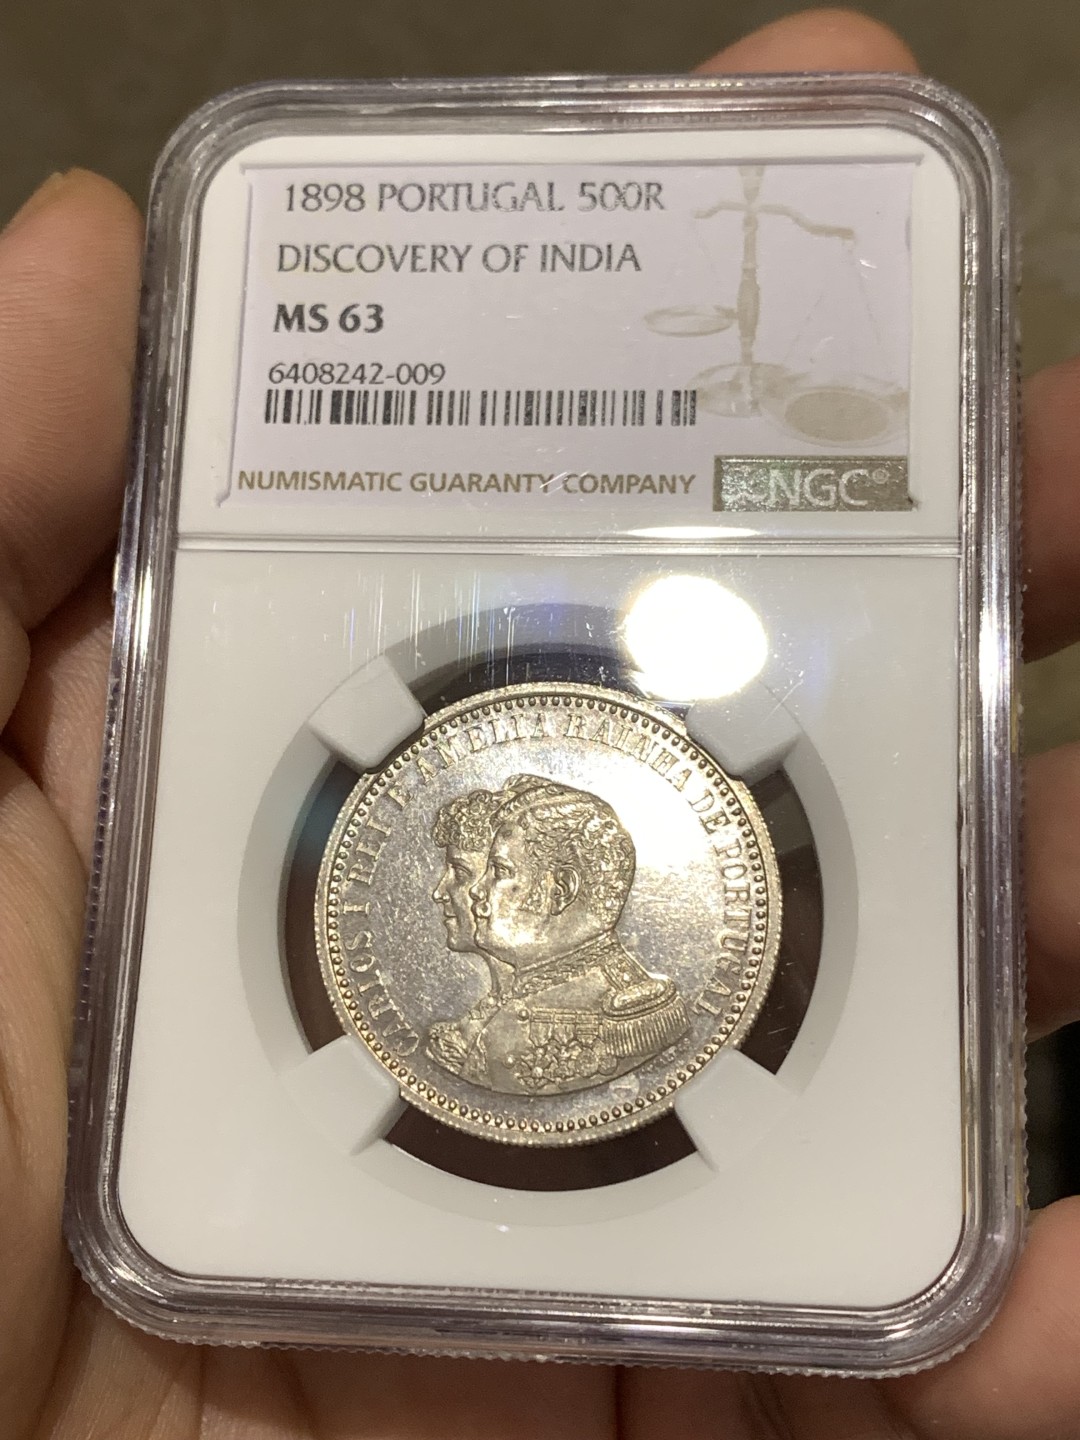 1898 PORTUGAL 500R
DISCOVERY OF INDIA
MS 63
6408242-009
NUMISMATIC GUARANTY COMPANY
NGC®
CARLOS I REI E AMELIA RAINHA DE PORTUGAL